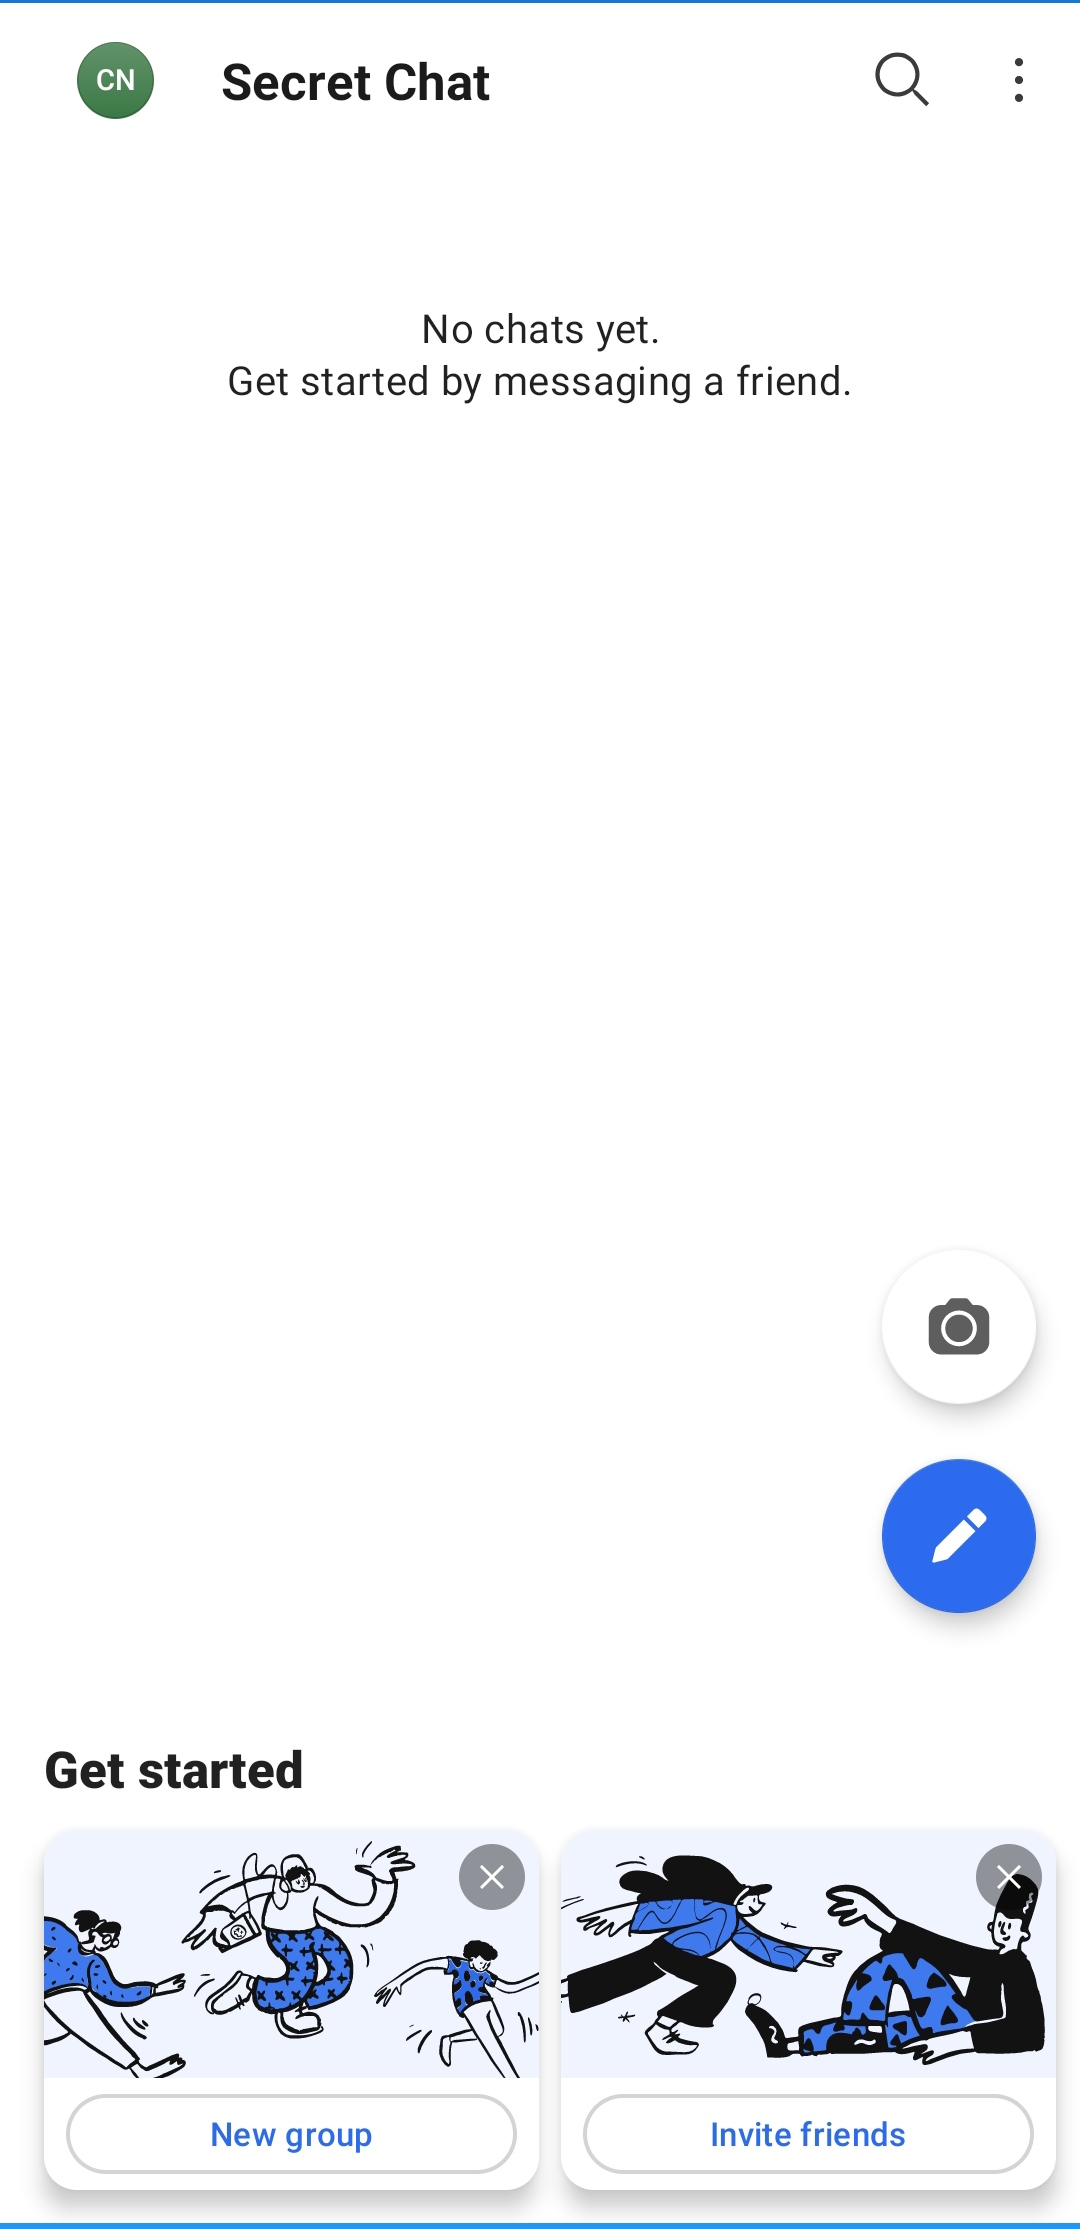 CN
Secret Chat
No chats yet.
Get started by messaging a friend.
Get started
New group
Invite friends